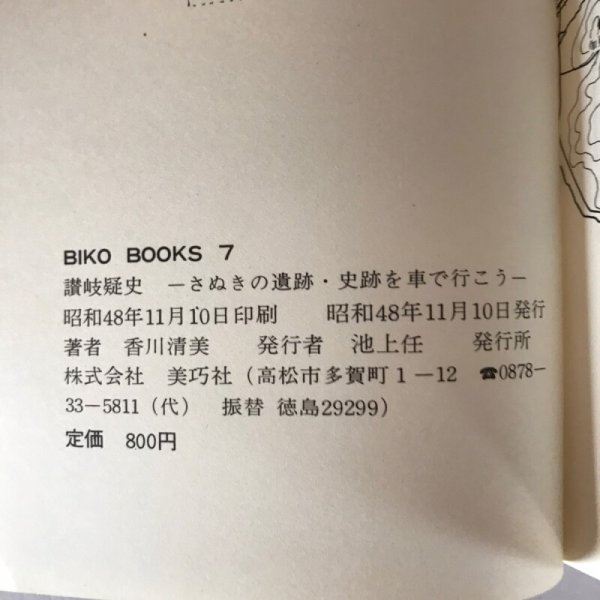 BIKO BOOKS 7
讃岐疑史 ーさぬきの遺跡・史跡を車で行こうー
昭和48年11月10日印刷 昭和48年11月10日発行
著者 香川清美 発行者 池上任 発行所
株式会社 美巧社(高松市多賀町1－12 ☎0878－
33－5811(代) 振替 徳島29299)
定価 800円